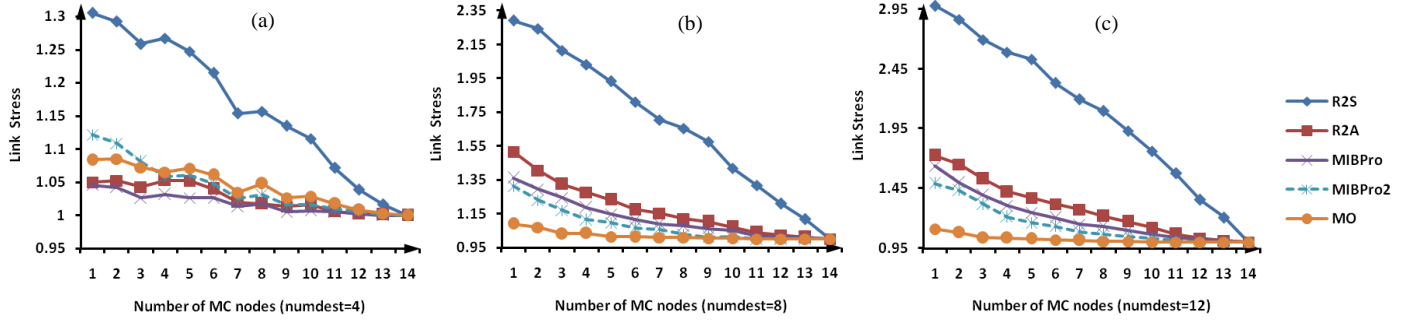 (a)
Link Stress
1.3
1.25
1.2
1.15
1.1
1.05
1
0.95
1 2 3 4 5 6 7 8 9 10 11 12 13 14
Number of MC nodes (numdest=4)
(b)
Link Stress
2.35
2.15
1.95
1.75
1.55
1.35
1.15
0.95
1 2 3 4 5 6 7 8 9 10 11 12 13 14
Number of MC nodes (numdest=8)
(c)
Link Stress
2.95
2.45
1.95
1.45
0.95
1 2 3 4 5 6 7 8 9 10 11 12 13 14
Number of MC nodes (numdest=12)
R2S
R2A
MIBPro
MIBPro2
MO